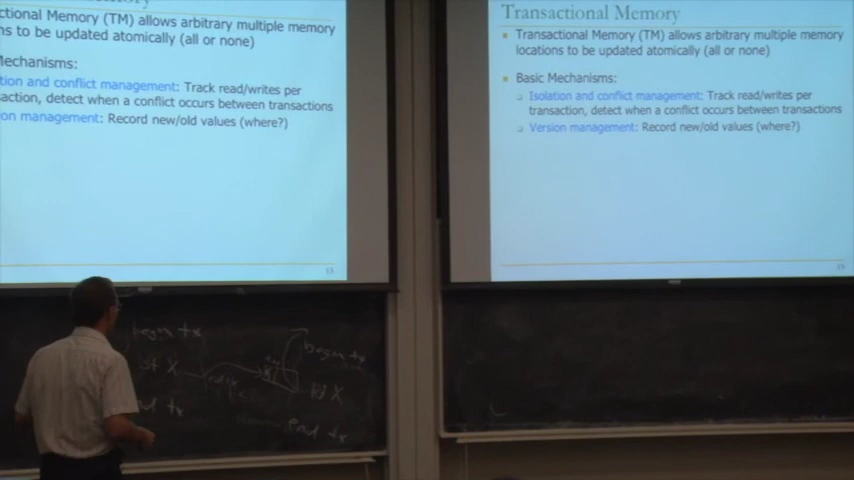 ctional Memory (TM) allows arbitrary multiple memory
ns to be updated atomically (all or none)
Mechanisms:
tion and conflict management: Track read/writes per
action, detect when a conflict occurs between transactions
on management: Record new/old values (where?)
13
Transactional Memory
Transactional Memory (TM) allows arbitrary multiple memory
locations to be updated atomically (all or none)
Basic Mechanisms:
Isolation and conflict management: Track read/writes per
transaction, detect when a conflict occurs between transactions
Version management: Record new/old values (where?)
13
begin tx
X
tx
begin tx
X
end tx